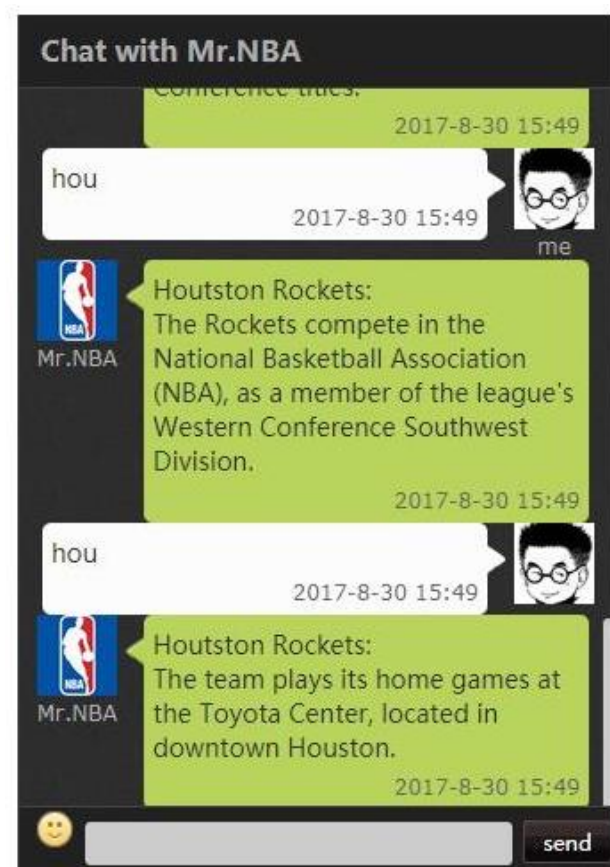 Chat with Mr.NBA
Conference titles.
2017-8-30 15:49
hou
2017-8-30 15:49
me
Houtston Rockets:
The Rockets compete in the
Mr.NBA
National Basketball Association
(NBA), as a member of the league's
Western Conference Southwest
Division.
2017-8-30 15:49
hou
2017-8-30 15:49
Houtston Rockets:
The team plays its home games at
Mr.NBA
the Toyota Center, located in
downtown Houston.
2017-8-30 15:49
send